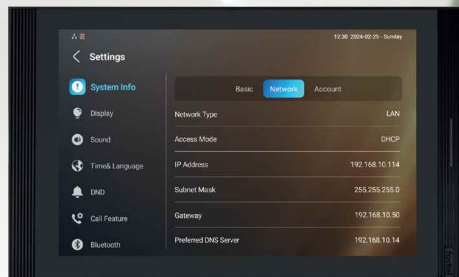 12:30 2024-02-25 - Sunday
Settings
System Info
Basic Network Account
Display
Network Type LAN
Sound
Access Mode DHCP
Time& Language
IP Address 192.168.10.114
DND
Subnet Mask 255.255.255.0
Call Feature
Gateway 192.168.10.50
Bluetooth
Preferred DNS Server 192.168.10.14